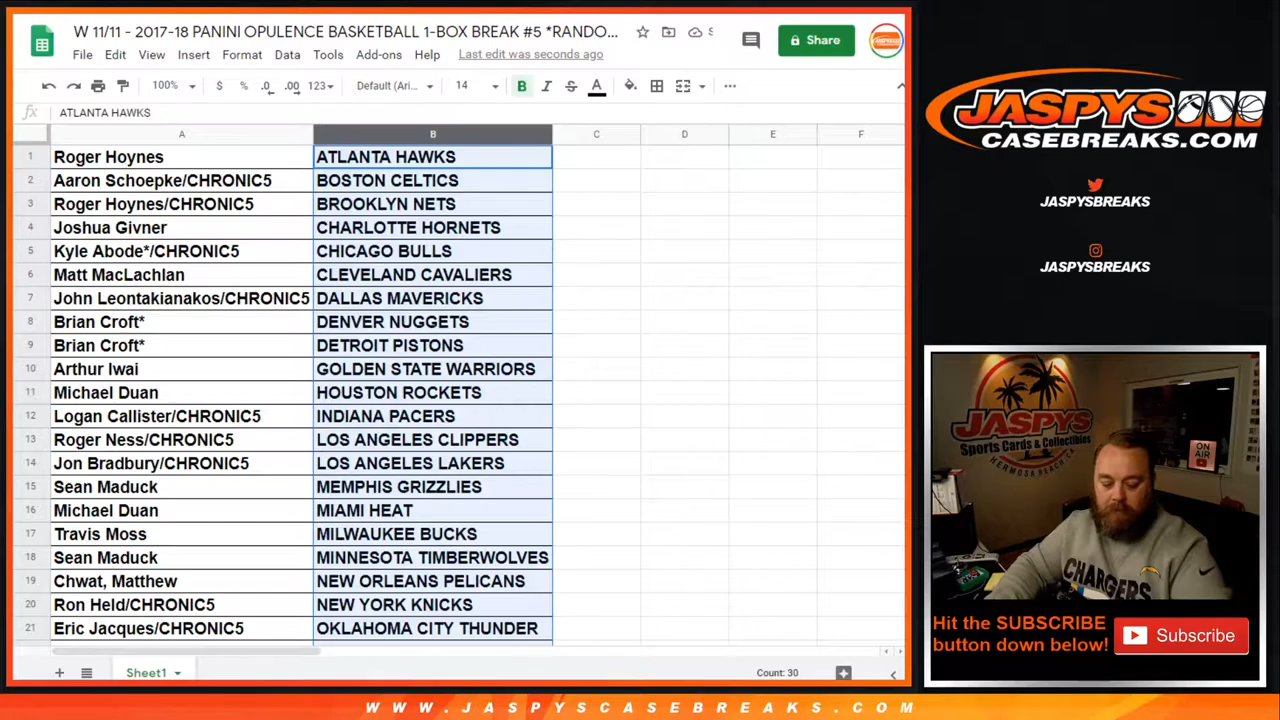 W 11/11 - 2017-18 PANINI OPULENCE BASKETBALL 1-BOX BREAK #5 *RANDO...
File Edit View Insert Format Data Tools Add-ons Help Last edit was seconds ago
Share
100% $ % .0 .00 123 Default (Ari... 14 B I S A
fx ATLANTA HAWKS
A B C D E F
1 Roger Hoynes ATLANTA HAWKS
2 Aaron Schoepke/CHRONIC5 BOSTON CELTICS
3 Roger Hoynes/CHRONIC5 BROOKLYN NETS
4 Joshua Givner CHARLOTTE HORNETS
5 Kyle Abode*/CHRONIC5 CHICAGO BULLS
6 Matt MacLachlan CLEVELAND CAVALIERS
7 John Leontakianakos/CHRONIC5 DALLAS MAVERICKS
8 Brian Croft* DENVER NUGGETS
9 Brian Croft* DETROIT PISTONS
10 Arthur Iwai GOLDEN STATE WARRIORS
11 Michael Duan HOUSTON ROCKETS
12 Logan Callister/CHRONIC5 INDIANA PACERS
13 Roger Ness/CHRONIC5 LOS ANGELES CLIPPERS
14 Jon Bradbury/CHRONIC5 LOS ANGELES LAKERS
15 Sean Maduck MEMPHIS GRIZZLIES
16 Michael Duan MIAMI HEAT
17 Travis Moss MILWAUKEE BUCKS
18 Sean Maduck MINNESOTA TIMBERWOLVES
19 Chwat, Matthew NEW ORLEANS PELICANS
20 Ron Held/CHRONIC5 NEW YORK KNICKS
21 Eric Jacques/CHRONIC5 OKLAHOMA CITY THUNDER
Sheet1
Count: 30
JASPYS
CASEBREAKS.COM
JASPYSBREAKS
JASPYSBREAKS
JASPYS
Sports Cards & Collectibles
HERMOSA BEACH, CA
ON AIR
CHARGERS
Hit the SUBSCRIBE
button down below!
Subscribe
WWW.JASPYSCASEBREAKS.COM